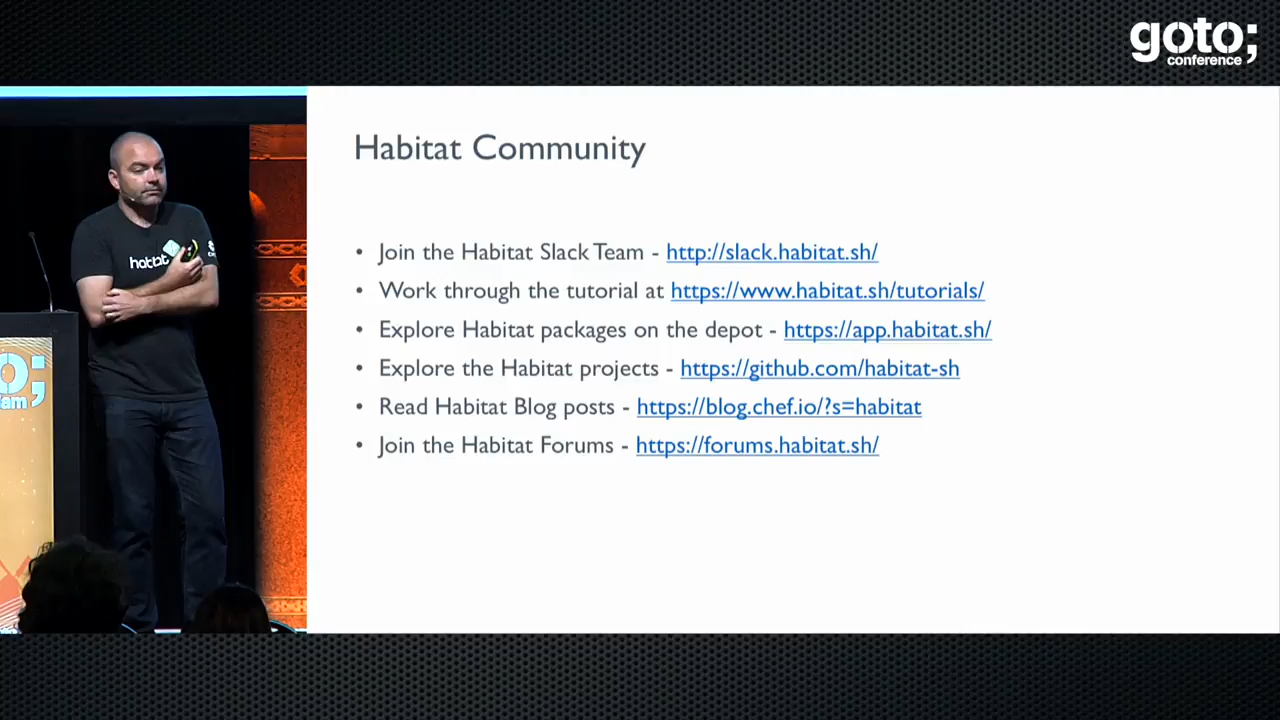 goto;
conference
Habitat Community
• Join the Habitat Slack Team - http://slack.habitat.sh/
• Work through the tutorial at https://www.habitat.sh/tutorials/
• Explore Habitat packages on the depot - https://app.habitat.sh/
• Explore the Habitat projects - https://github.com/habitat-sh
• Read Habitat Blog posts - https://blog.chef.io/?s=habitat
• Join the Habitat Forums - https://forums.habitat.sh/
habitat
o;
am